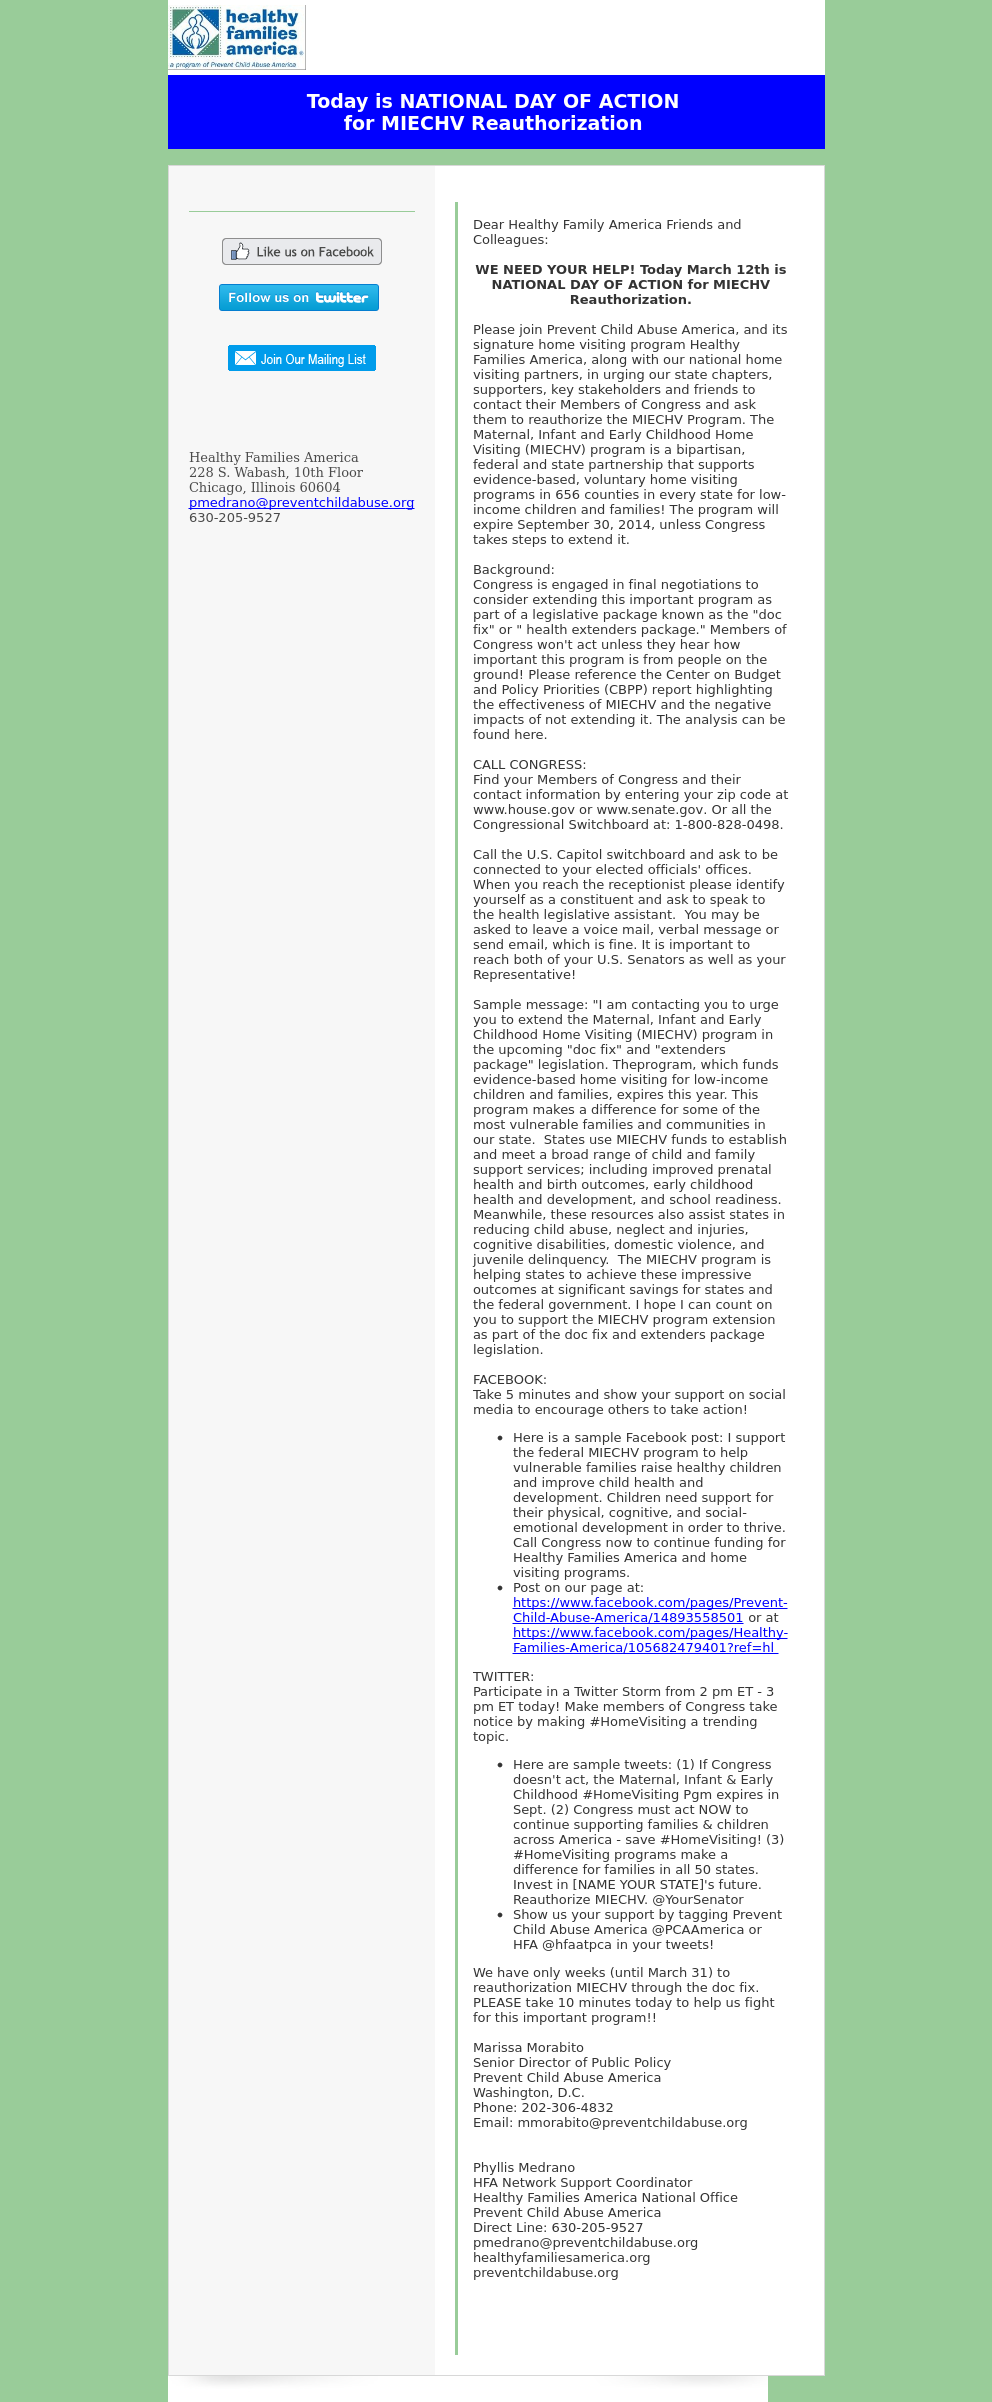 healthy
families
america®
a program of Prevent Child Abuse America
Today is NATIONAL DAY OF ACTION
for MIECHV Reauthorization
Like us on Facebook
Follow us on twitter
Join Our Mailing List
Healthy Families America
228 S. Wabash, 10th Floor
Chicago, Illinois 60604
pmedrano@preventchildabuse.org
630-205-9527
Dear Healthy Family America Friends and
Colleagues:
WE NEED YOUR HELP! Today March 12th is
NATIONAL DAY OF ACTION for MIECHV
Reauthorization.
Please join Prevent Child Abuse America, and its
signature home visiting program Healthy
Families America, along with our national home
visiting partners, in urging our state chapters,
supporters, key stakeholders and friends to
contact their Members of Congress and ask
them to reauthorize the MIECHV Program. The
Maternal, Infant and Early Childhood Home
Visiting (MIECHV) program is a bipartisan,
federal and state partnership that supports
evidence-based, voluntary home visiting
programs in 656 counties in every state for low-
income children and families! The program will
expire September 30, 2014, unless Congress
takes steps to extend it.
Background:
Congress is engaged in final negotiations to
consider extending this important program as
part of a legislative package known as the "doc
fix" or " health extenders package." Members of
Congress won't act unless they hear how
important this program is from people on the
ground! Please reference the Center on Budget
and Policy Priorities (CBPP) report highlighting
the effectiveness of MIECHV and the negative
impacts of not extending it. The analysis can be
found here.
CALL CONGRESS:
Find your Members of Congress and their
contact information by entering your zip code at
www.house.gov or www.senate.gov. Or all the
Congressional Switchboard at: 1-800-828-0498.
Call the U.S. Capitol switchboard and ask to be
connected to your elected officials' offices.
When you reach the receptionist please identify
yourself as a constituent and ask to speak to
the health legislative assistant.  You may be
asked to leave a voice mail, verbal message or
send email, which is fine. It is important to
reach both of your U.S. Senators as well as your
Representative!
Sample message: "I am contacting you to urge
you to extend the Maternal, Infant and Early
Childhood Home Visiting (MIECHV) program in
the upcoming "doc fix" and "extenders
package" legislation. Theprogram, which funds
evidence-based home visiting for low-income
children and families, expires this year. This
program makes a difference for some of the
most vulnerable families and communities in
our state.  States use MIECHV funds to establish
and meet a broad range of child and family
support services; including improved prenatal
health and birth outcomes, early childhood
health and development, and school readiness.
Meanwhile, these resources also assist states in
reducing child abuse, neglect and injuries,
cognitive disabilities, domestic violence, and
juvenile delinquency.  The MIECHV program is
helping states to achieve these impressive
outcomes at significant savings for states and
the federal government. I hope I can count on
you to support the MIECHV program extension
as part of the doc fix and extenders package
legislation.
FACEBOOK:
Take 5 minutes and show your support on social
media to encourage others to take action!
• Here is a sample Facebook post: I support
the federal MIECHV program to help
vulnerable families raise healthy children
and improve child health and
development. Children need support for
their physical, cognitive, and social-
emotional development in order to thrive.
Call Congress now to continue funding for
Healthy Families America and home
visiting programs.
• Post on our page at:
https://www.facebook.com/pages/Prevent-
Child-Abuse-America/14893558501 or at
https://www.facebook.com/pages/Healthy-
Families-America/105682479401?ref=hl
TWITTER:
Participate in a Twitter Storm from 2 pm ET - 3
pm ET today! Make members of Congress take
notice by making #HomeVisiting a trending
topic.
• Here are sample tweets: (1) If Congress
doesn't act, the Maternal, Infant & Early
Childhood #HomeVisiting Pgm expires in
Sept. (2) Congress must act NOW to
continue supporting families & children
across America - save #HomeVisiting! (3)
#HomeVisiting programs make a
difference for families in all 50 states.
Invest in [NAME YOUR STATE]'s future.
Reauthorize MIECHV. @YourSenator
• Show us your support by tagging Prevent
Child Abuse America @PCAAmerica or
HFA @hfaatpca in your tweets!
We have only weeks (until March 31) to
reauthorization MIECHV through the doc fix.
PLEASE take 10 minutes today to help us fight
for this important program!!
Marissa Morabito
Senior Director of Public Policy
Prevent Child Abuse America
Washington, D.C.
Phone: 202-306-4832
Email: mmorabito@preventchildabuse.org
Phyllis Medrano
HFA Network Support Coordinator
Healthy Families America National Office
Prevent Child Abuse America
Direct Line: 630-205-9527
pmedrano@preventchildabuse.org
healthyfamiliesamerica.org
preventchildabuse.org